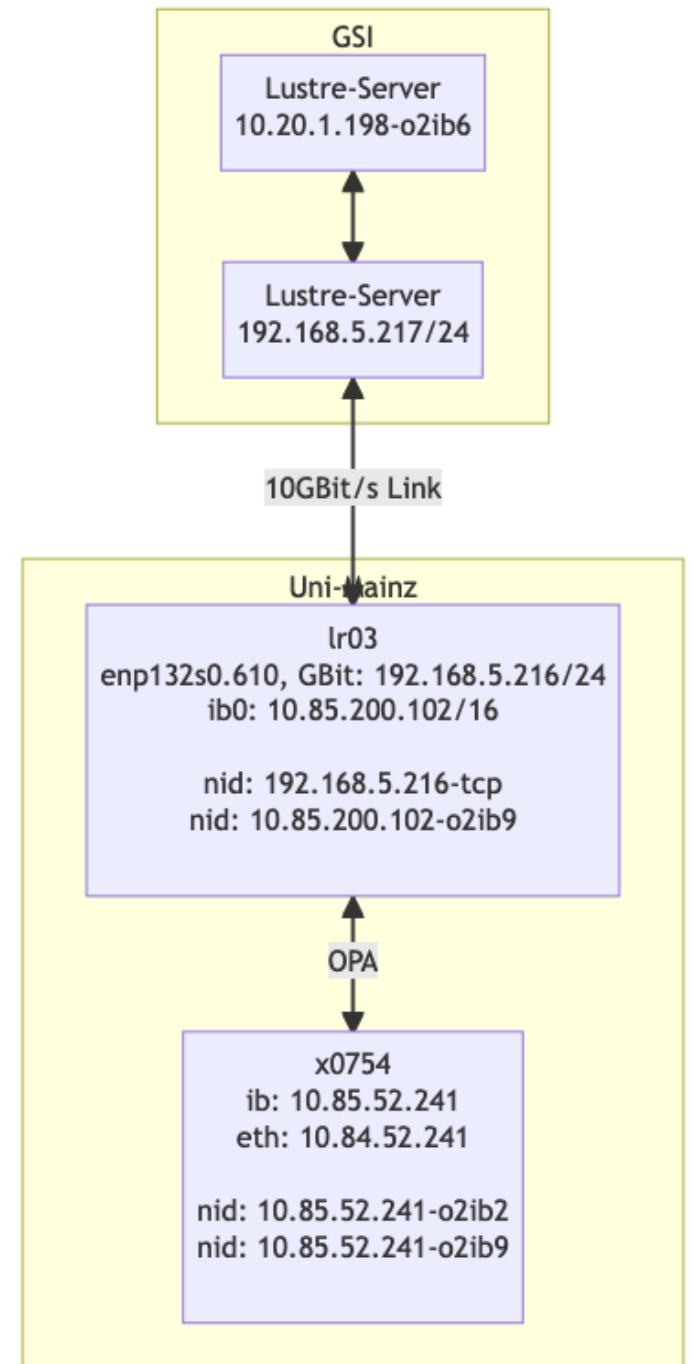 GSI
Lustre-Server
10.20.1.198-o2ib6
Lustre-Server
192.168.5.217/24
10GBit/s Link
Uni-Mainz
lr03
enp132s0.610, GBit: 192.168.5.216/24
ib0: 10.85.200.102/16
nid: 192.168.5.216-tcp
nid: 10.85.200.102-o2ib9
OPA
x0754
ib: 10.85.52.241
eth: 10.84.52.241
nid: 10.85.52.241-o2ib2
nid: 10.85.52.241-o2ib9